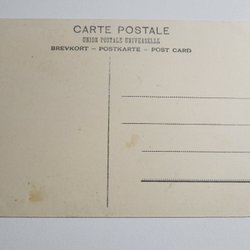 CARTE POSTALE
UNION POSTALE UNIVERSELLE
BREVKORT – POSTKARTE – POST CARD